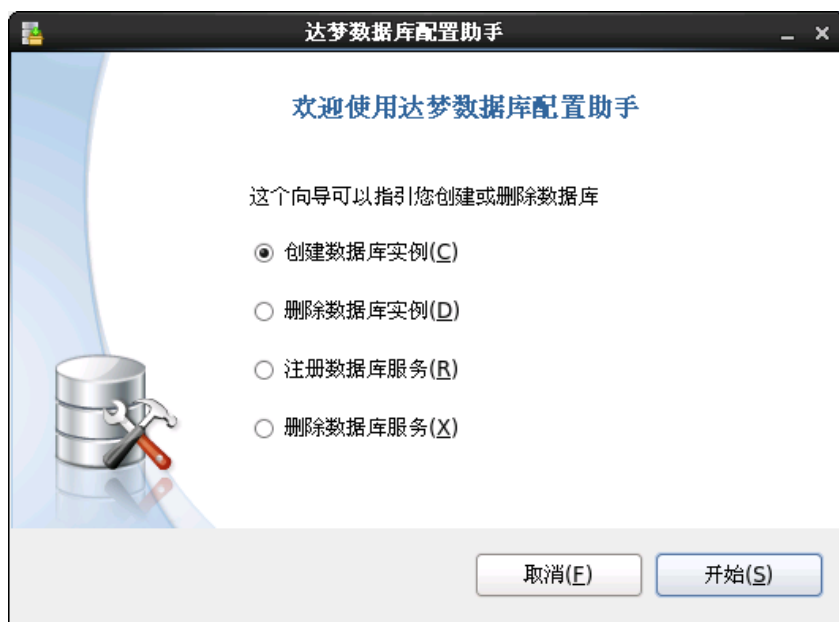 达梦数据库配置助手
欢迎使用达梦数据库配置助手
这个向导可以指引您创建或删除数据库
创建数据库实例(C)
删除数据库实例(D)
注册数据库服务(R)
删除数据库服务(X)
取消(F) 开始(S)